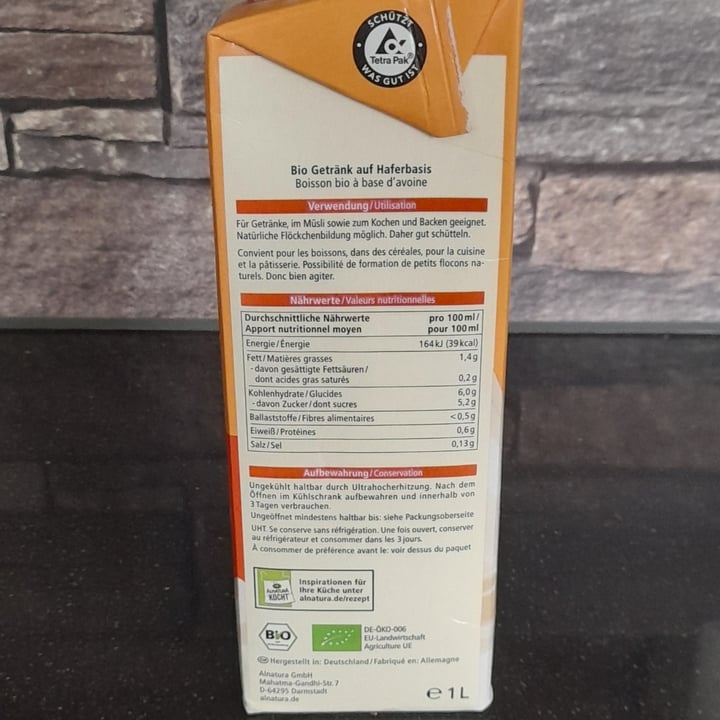 SCHÜTZT
Tetra Pak®
WAS GUT IST
Bio Getränk auf Haferbasis
Boisson bio à base d'avoine
Verwendung/Utilisation
Für Getränke, im Müsli sowie zum Kochen und Backen geeignet.
Natürliche Flöckchenbildung möglich. Daher gut schütteln.
Convient pour les boissons, dans des céréales, pour la cuisine
et la pâtisserie. Possibilité de formation de petits flocons na-
turels. Donc bien agiter.
Nährwerte/Valeurs nutritionnelles
Durchschnittliche Nährwerte pro 100 ml/
Apport nutritionnel moyen pour 100 ml
Energie/Énergie 164 kJ (39 kcal)
Fett/Matières grasses 1,4 g
- davon gesättigte Fettsäuren/
dont acides gras saturés 0,2 g
Kohlenhydrate/Glucides 6,0 g
- davon Zucker/dont sucres 5,2 g
Ballaststoffe/Fibres alimentaires <0,5 g
Eiweiß/Protéines 0,6 g
Salz/Sel 0,13 g
Aufbewahrung/Conservation
Ungekühlt haltbar durch Ultrahocherhitzung. Nach dem
Öffnen im Kühlschrank aufbewahren und innerhalb von
3 Tagen verbrauchen.
Ungeöffnet mindestens haltbar bis: siehe Packungsoberseite
UHT. Se conserve sans réfrigération. Une fois ouvert, conserver
au réfrigérateur et consommer dans les 3 jours.
À consommer de préférence avant le: voir dessus du paquet
ALNATURA
KOCHT
Inspirationen für
Ihre Küche unter
alnatura.de/rezept
BIO
DE-ÖKO-006
EU-Landwirtschaft
Agriculture UE
Hergestellt in: Deutschland/Fabriqué en: Allemagne
Alnatura GmbH
Mahatma-Gandhi-Str. 7
D-64295 Darmstadt
alnatura.de
℮ 1 L